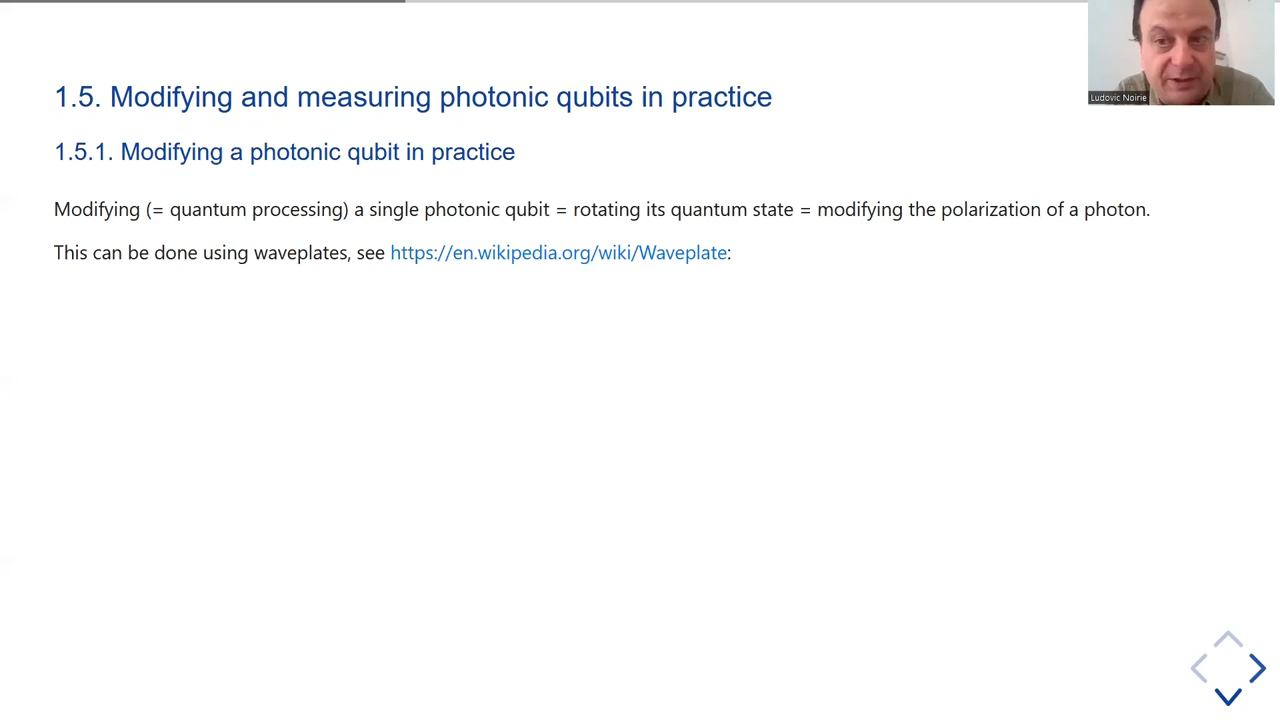 1.5. Modifying and measuring photonic qubits in practice
1.5.1. Modifying a photonic qubit in practice
Modifying (= quantum processing) a single photonic qubit = rotating its quantum state = modifying the polarization of a photon.
This can be done using waveplates, see https://en.wikipedia.org/wiki/Waveplate:
Ludovic Noirie